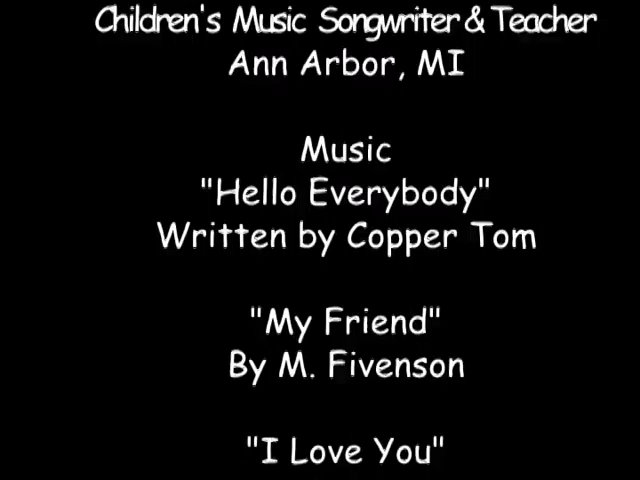 Children's Music Songwriter & Teacher
Ann Arbor, MI
Music
"Hello Everybody"
Written by Copper Tom
"My Friend"
By M. Fivenson
"I Love You"